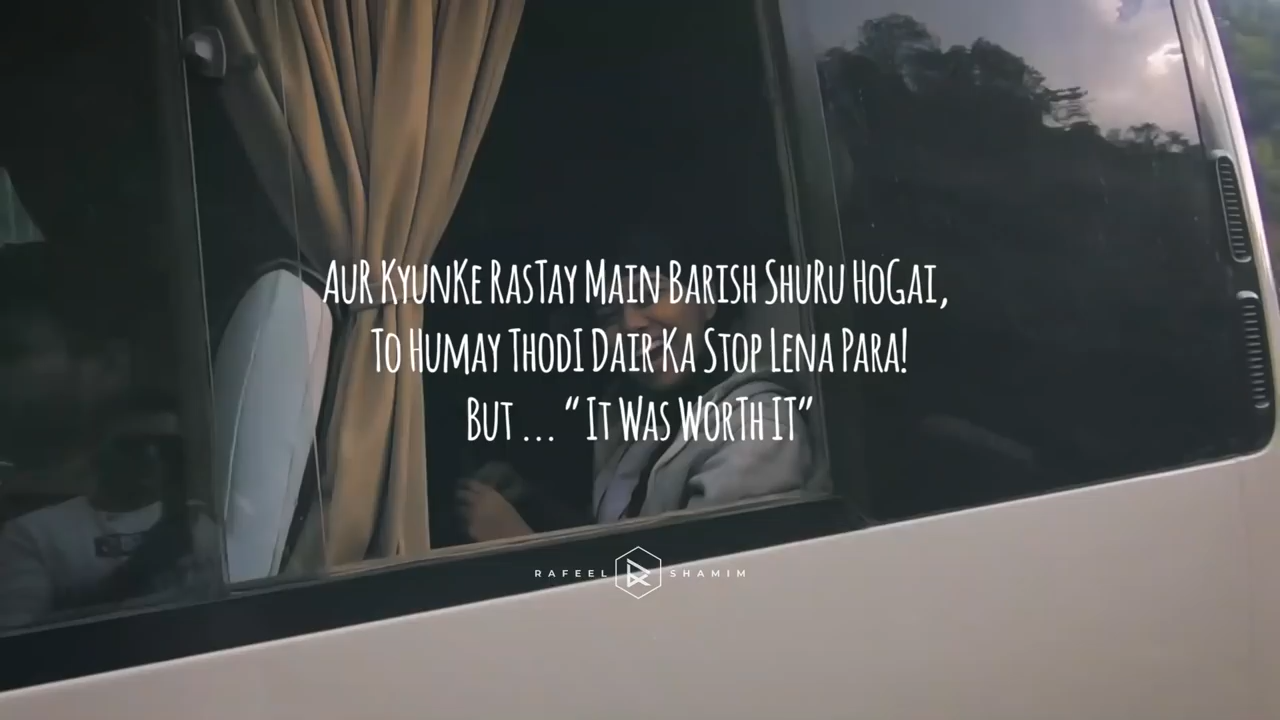 AuR KyunKe RasTay Main Barish ShuRu HoGai,
To Humay ThodI Dair Ka Stop Lena Para!
But ... “ It Was WorTh IT”
RAFEEL SHAMIM